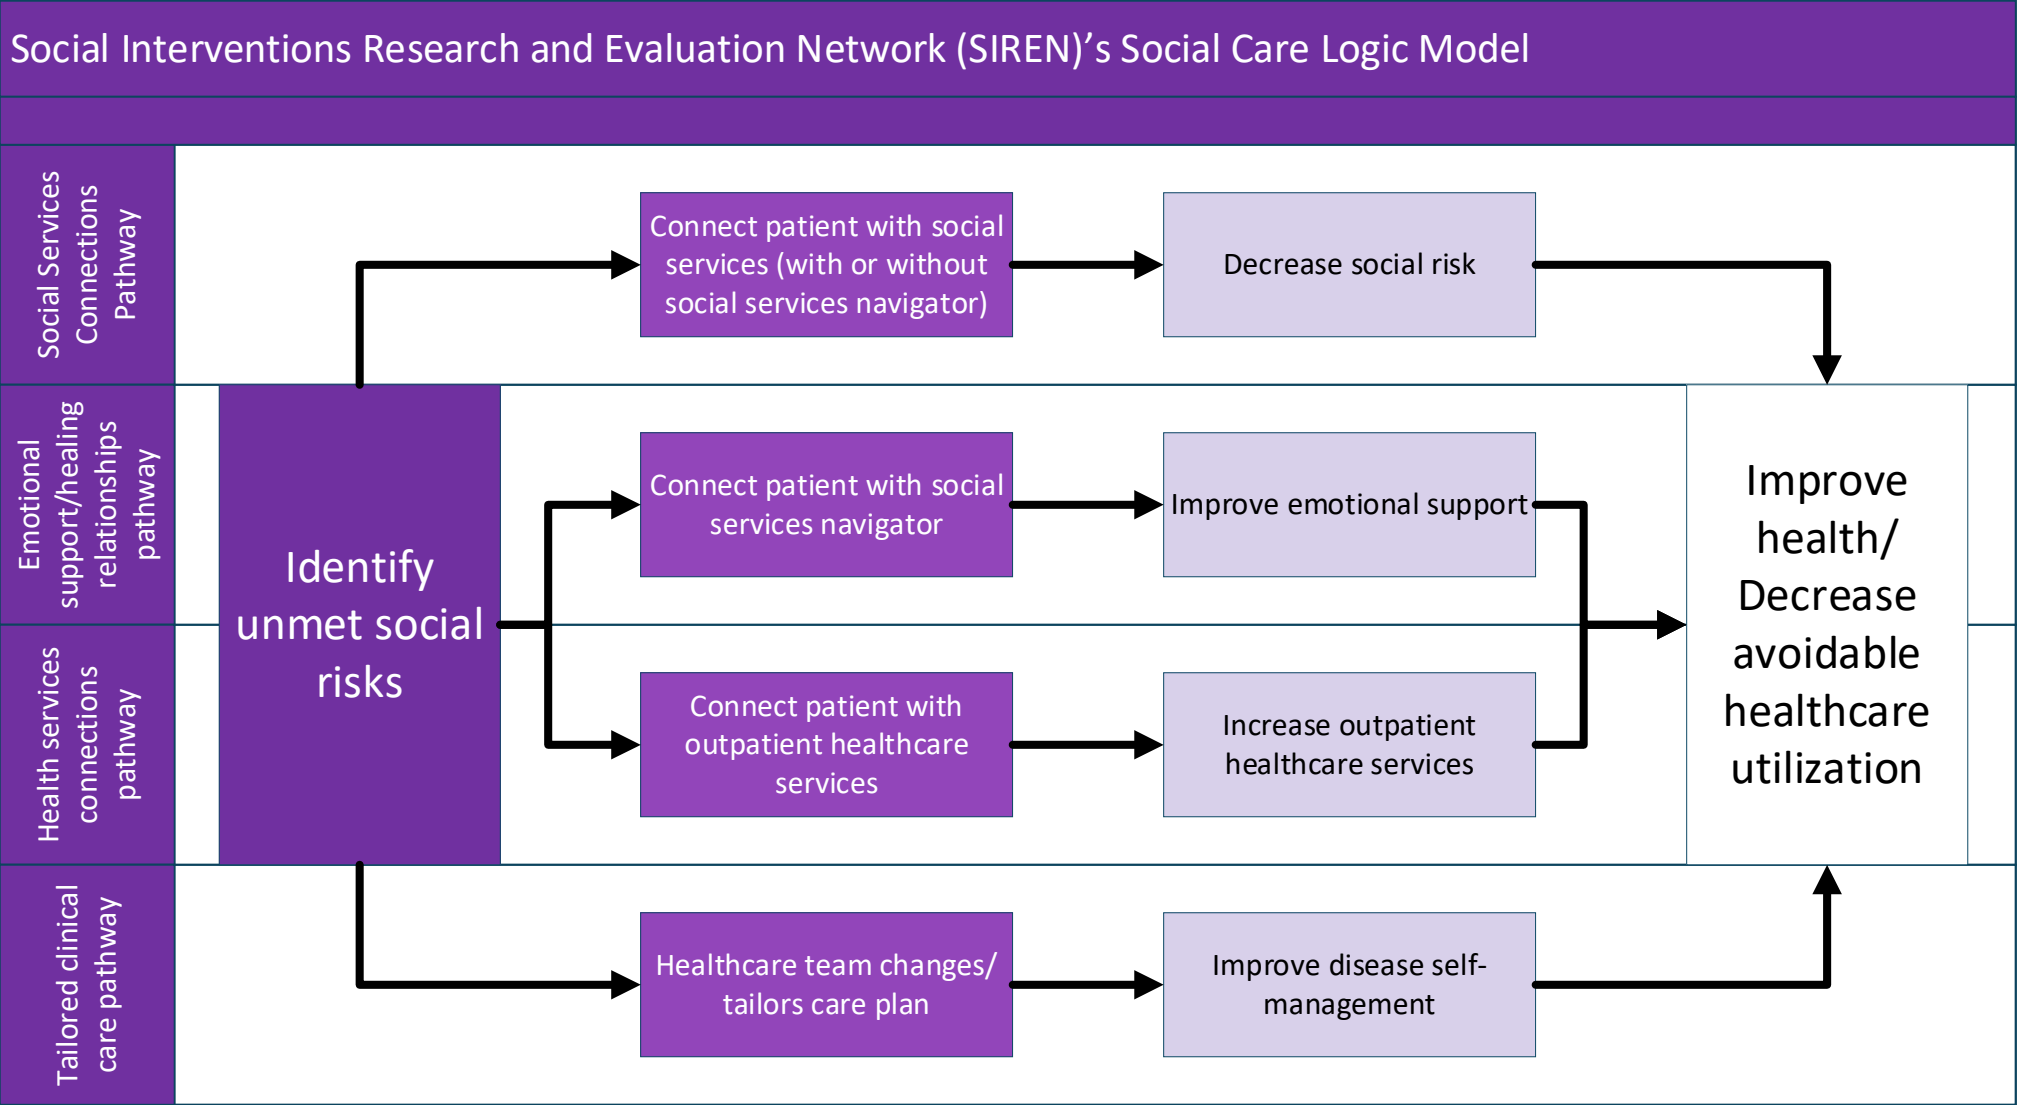 Social Interventions Research and Evaluation Network (SIREN)’s Social Care Logic Model
Social Services
Connections
Pathway
Connect patient with social
services (with or without
social services navigator)
Decrease social risk
Emotional
support/healing
relationships
pathway
Connect patient with social
services navigator
Improve emotional support
Identify
unmet social
risks
Improve
health/
Decrease
avoidable
healthcare
utilization
Health services
connections
pathway
Connect patient with
outpatient healthcare
services
Increase outpatient
healthcare services
Tailored clinical
care pathway
Healthcare team changes/
tailors care plan
Improve disease self-
management